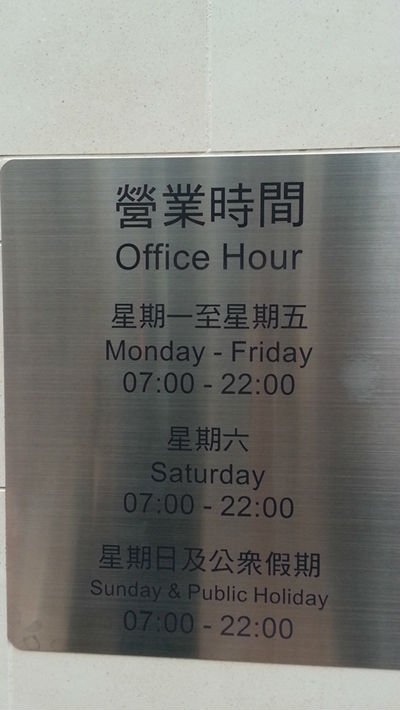 營業時間
Office Hour
星期一至星期五
Monday - Friday
07:00 - 22:00
星期六
Saturday
07:00 - 22:00
星期日及公衆假期
Sunday & Public Holiday
07:00 - 22:00